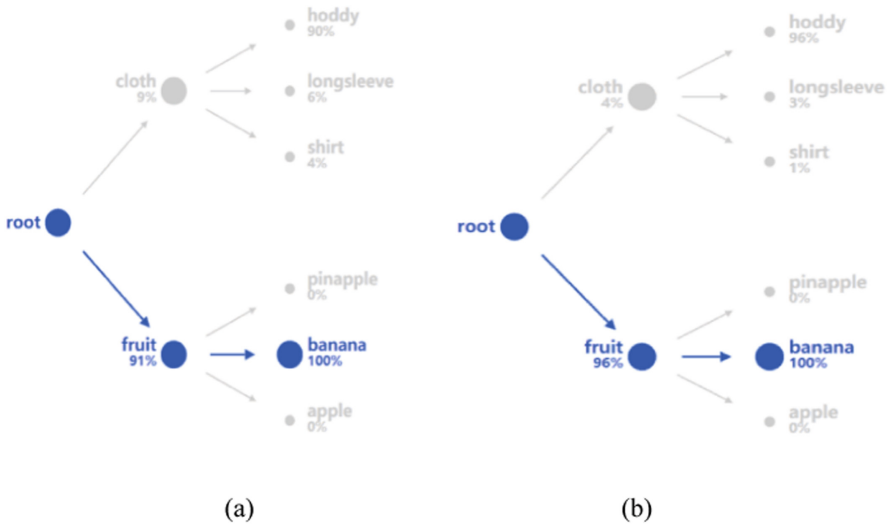 hoddy
90%
cloth
9%
longsleeve
6%
shirt
4%
root
pinapple
0%
fruit
91%
banana
100%
apple
0%
(a)
hoddy
96%
cloth
4%
longsleeve
3%
shirt
1%
root
pinapple
0%
fruit
96%
banana
100%
apple
0%
(b)